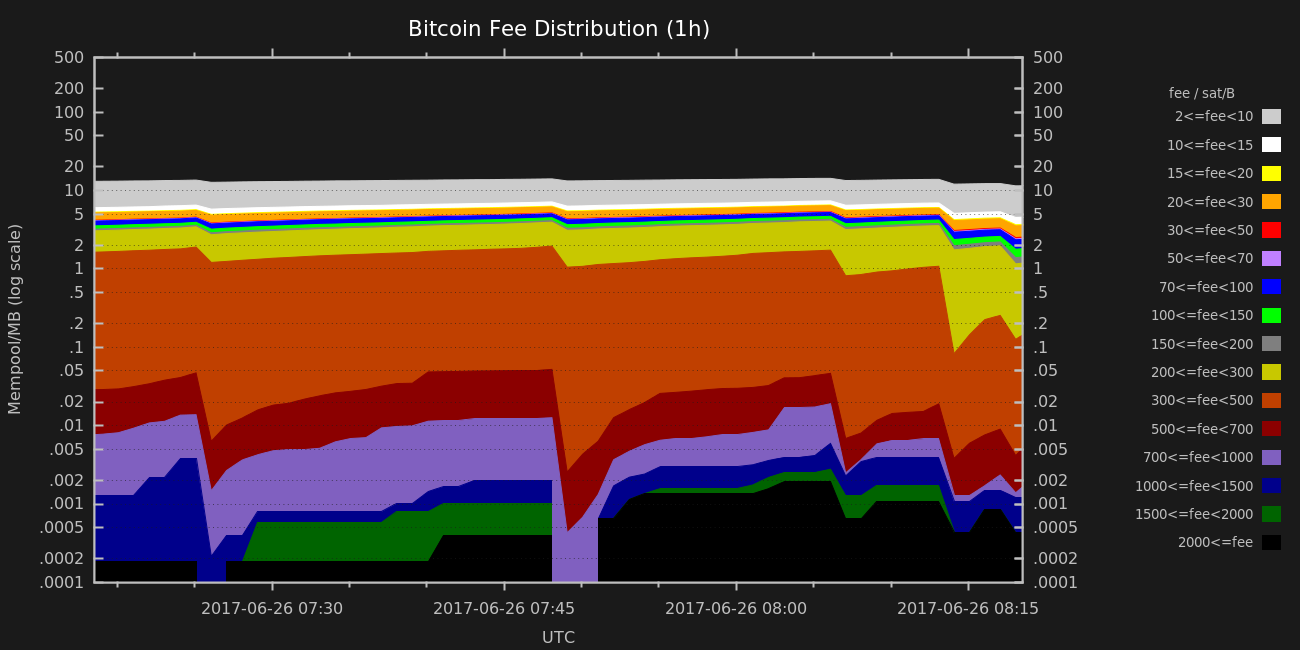 Bitcoin Fee Distribution (1h)
500
200
100
50
20
10
5
2
1
.5
.2
.1
.05
.02
.01
.005
.002
.001
.0005
.0002
.0001
Mempool/MB (log scale)
500
200
100
50
20
10
5
2
1
.5
.2
.1
.05
.02
.01
.005
.002
.001
.0005
.0002
.0001
2017-06-26 07:30 2017-06-26 07:45 2017-06-26 08:00 2017-06-26 08:15
UTC
fee / sat/B
2<=fee<10
10<=fee<15
15<=fee<20
20<=fee<30
30<=fee<50
50<=fee<70
70<=fee<100
100<=fee<150
150<=fee<200
200<=fee<300
300<=fee<500
500<=fee<700
700<=fee<1000
1000<=fee<1500
1500<=fee<2000
2000<=fee